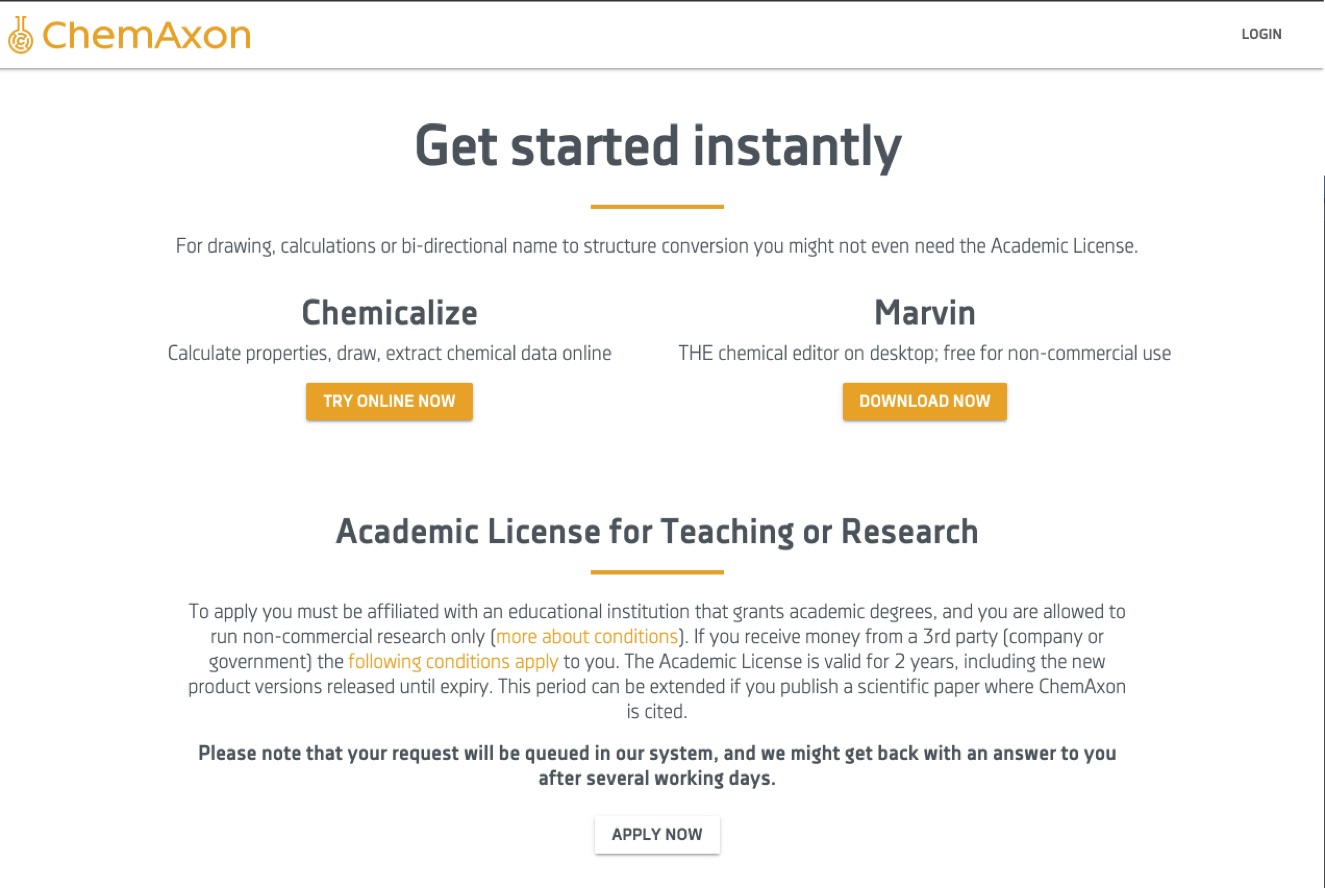 ChemAxon
LOGIN
Get started instantly
For drawing, calculations or bi-directional name to structure conversion you might not even need the Academic License.
Chemicalize
Calculate properties, draw, extract chemical data online
TRY ONLINE NOW
Marvin
THE chemical editor on desktop; free for non-commercial use
DOWNLOAD NOW
Academic License for Teaching or Research
To apply you must be affiliated with an educational institution that grants academic degrees, and you are allowed to
run non-commercial research only (more about conditions). If you receive money from a 3rd party (company or
government) the following conditions apply to you. The Academic License is valid for 2 years, including the new
product versions released until expiry. This period can be extended if you publish a scientific paper where ChemAxon
is cited.
Please note that your request will be queued in our system, and we might get back with an answer to you
after several working days.
APPLY NOW